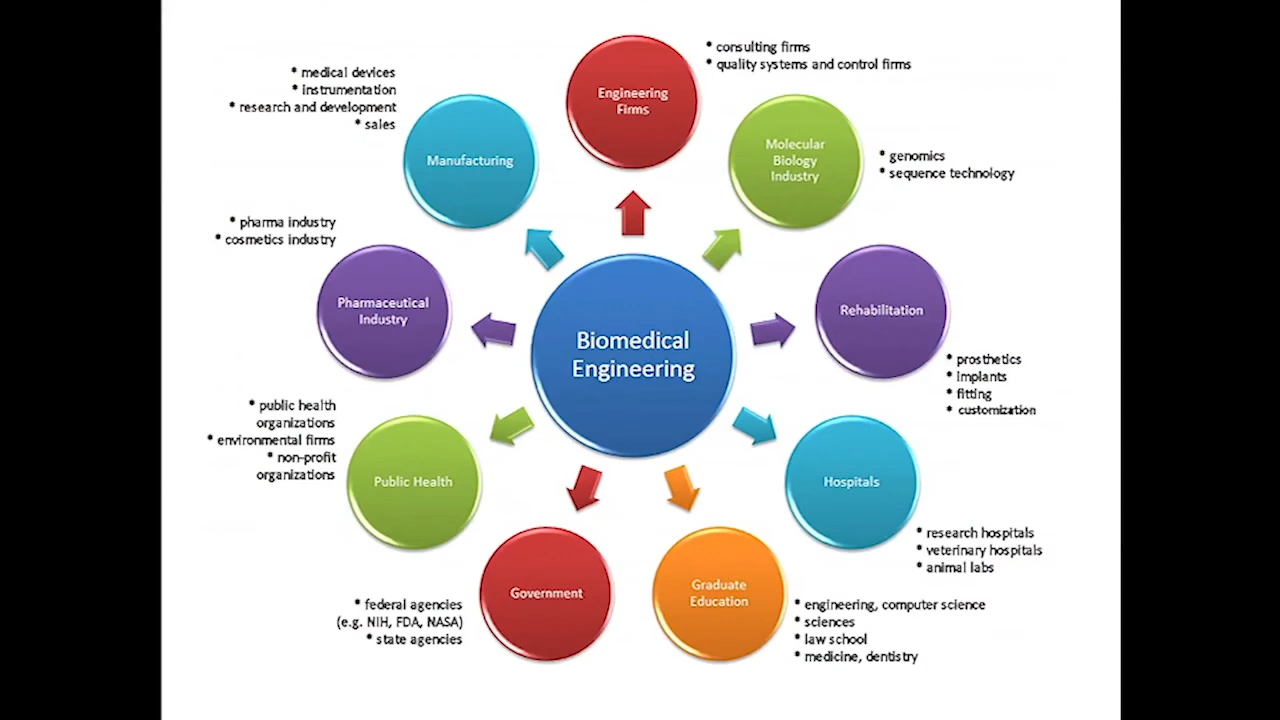 Biomedical
Engineering
Engineering
Firms
* consulting firms
* quality systems and control firms
Molecular
Biology
Industry
* genomics
* sequence technology
Rehabilitation
* prosthetics
* implants
* fitting
* customization
Hospitals
* research hospitals
* veterinary hospitals
* animal labs
Graduate
Education
* engineering, computer science
* sciences
* law school
* medicine, dentistry
Government
* federal agencies
(e.g. NIH, FDA, NASA)
* state agencies
Public Health
* public health
organizations
* environmental firms
* non-profit
organizations
Pharmaceutical
Industry
* pharma industry
* cosmetics industry
Manufacturing
* medical devices
* instrumentation
* research and development
* sales